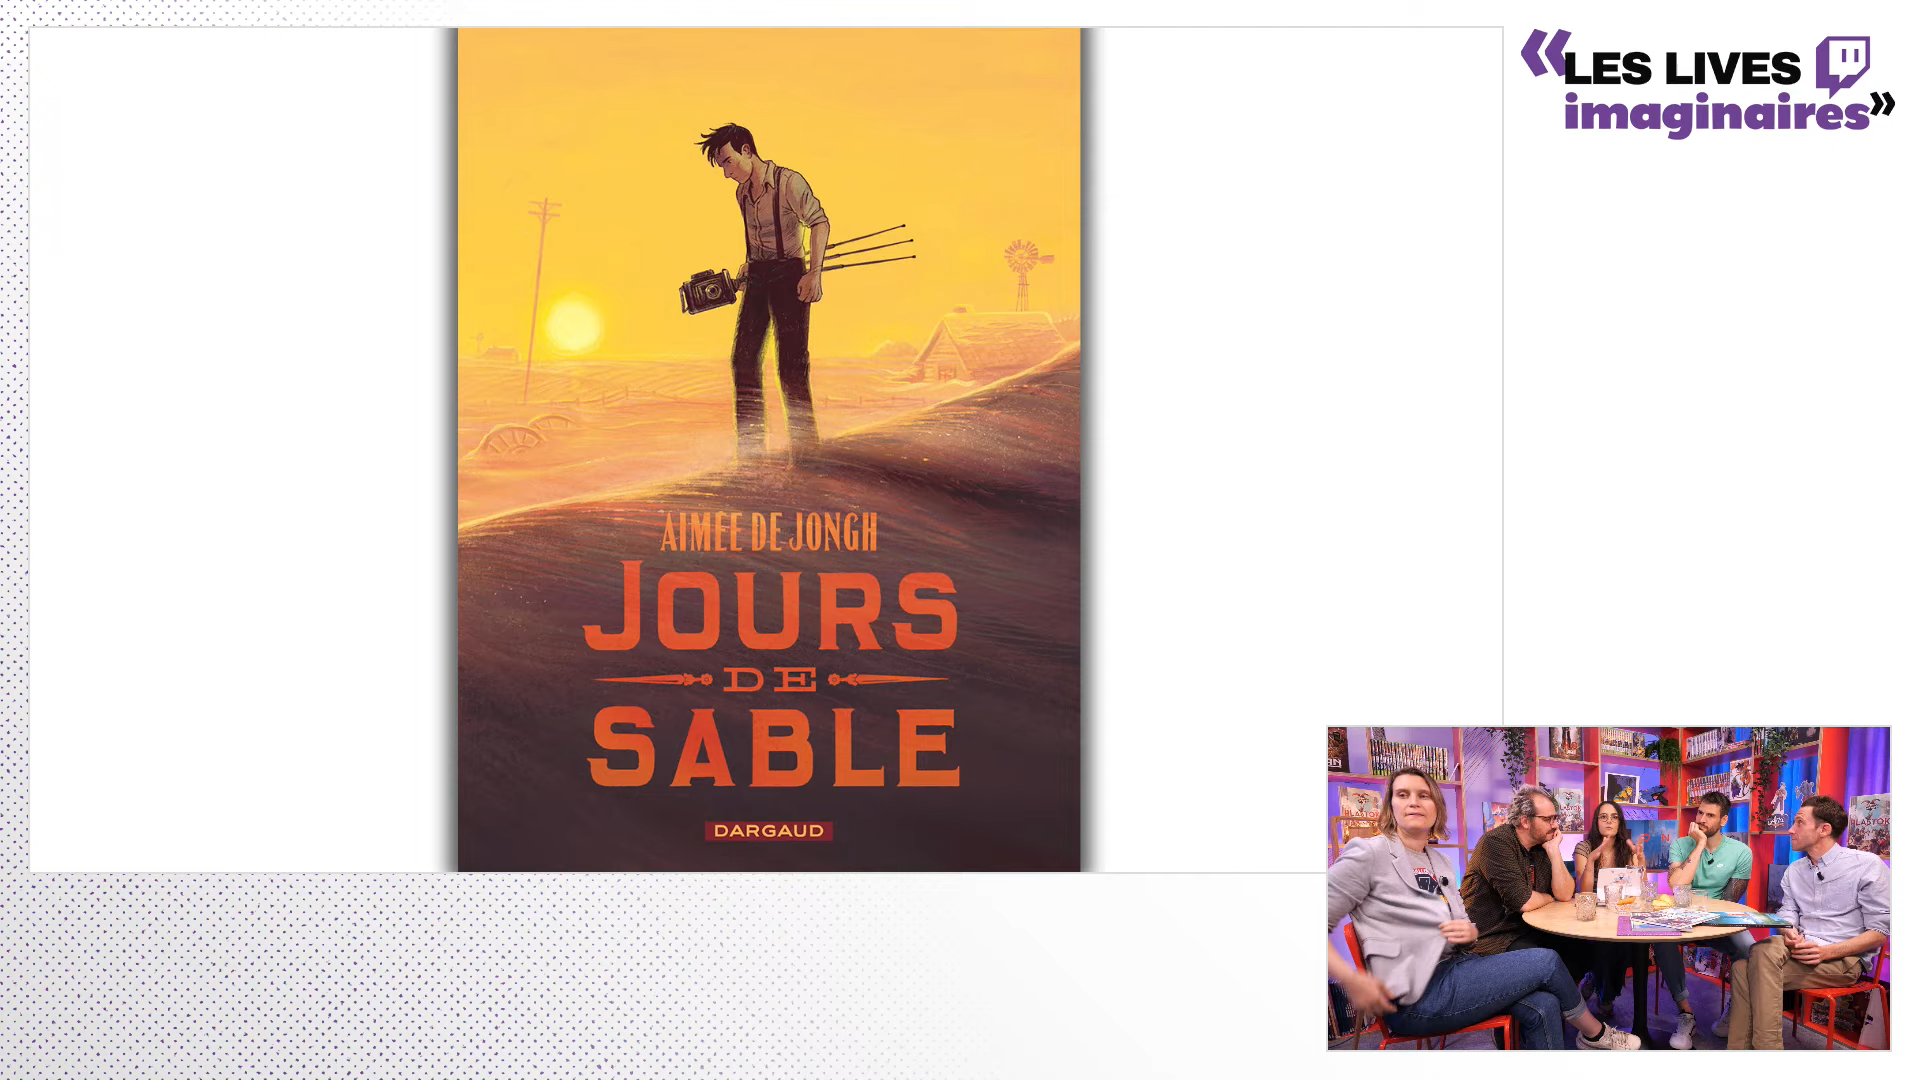 «LES LIVES
imaginaires»
AIMÉE DE JONGH
JOURS
DE
SABLE
DARGAUD